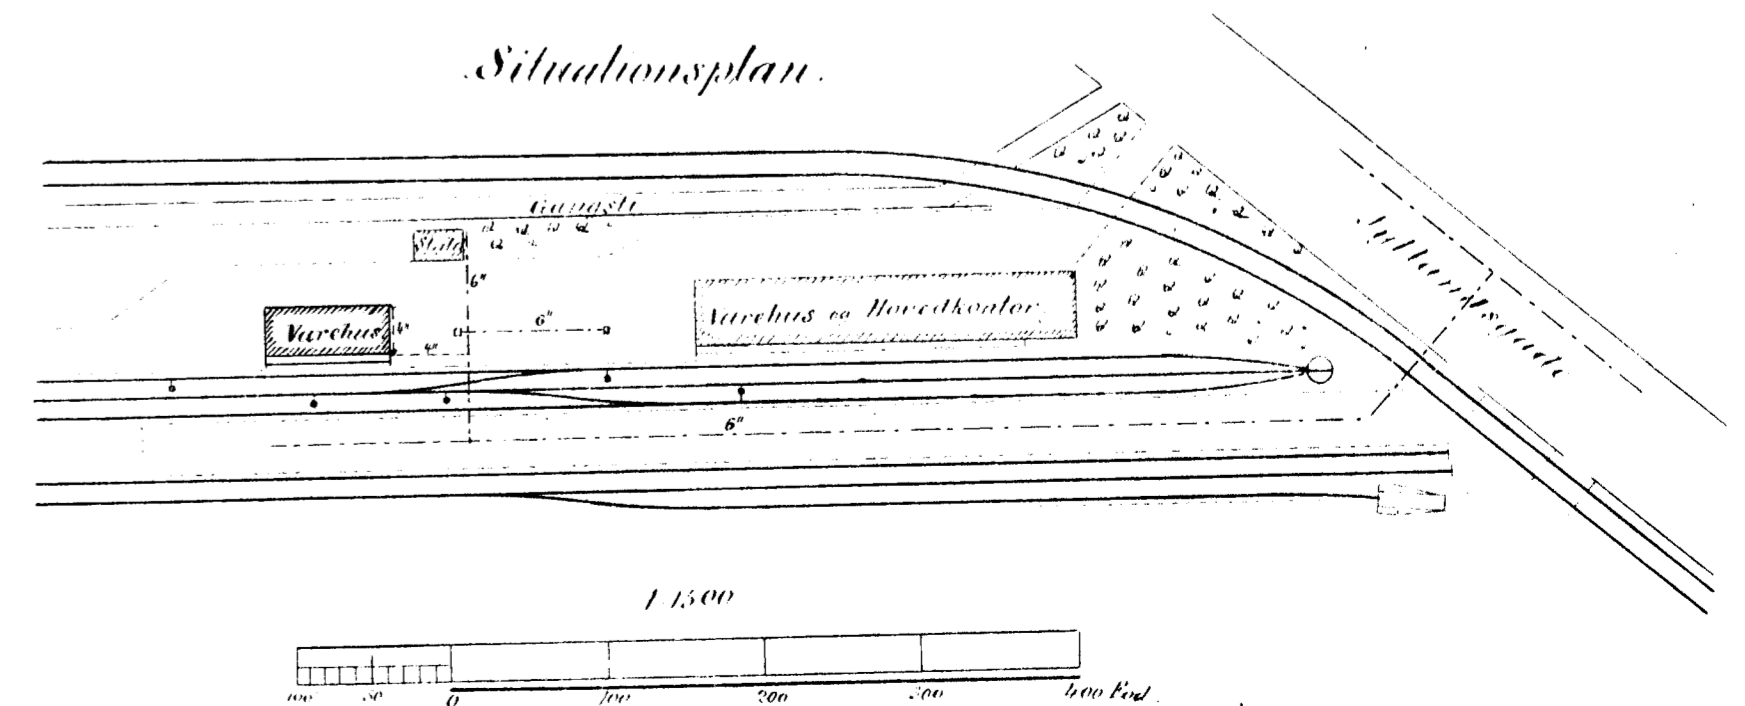 Situationsplan.
Gangsti
Stald
6"
Varehus
4"
4"
6"
Varehus og Hovedkontor
Jyllandsgade
6"
1:1500
100 50 0 100 200 300 400 Fod.